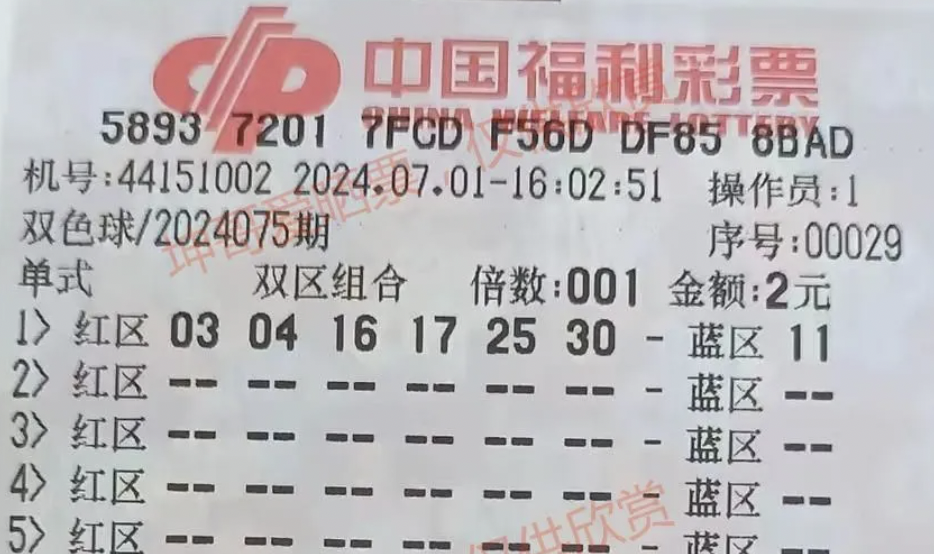 中国福利彩票
CHINA WELFARE LOTTERY
5893 7201 7FCD F56D DF85 8BAD
机号:44151002 2024.07.01-16:02:51 操作员:1
双色球/2024075期 序号:00029
单式 双区组合 倍数:001 金额:2元
1> 红区 03 04 16 17 25 30 - 蓝区 11
2> 红区 -- -- -- -- -- -- - 蓝区 --
3> 红区 -- -- -- -- -- -- - 蓝区 --
4> 红区 -- -- -- -- -- -- - 蓝区 --
5> 红区 -- -- -- -- -- -- - 蓝区 --
仅供欣赏